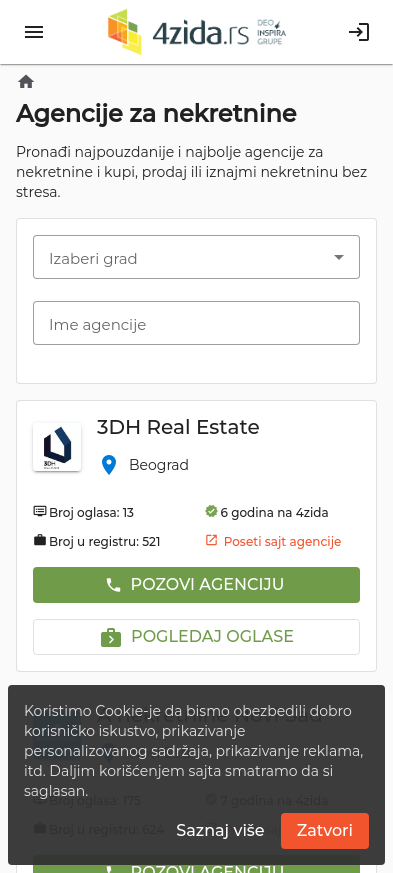 4zida.rs DEO INSPIRA GRUPE
Agencije za nekretnine
Pronađi najpouzdanije i najbolje agencije za
nekretnine i kupi, prodaj ili iznajmi nekretninu bez
stresa.
Izaberi grad
Ime agencije
3DH
3DH Real Estate
Beograd
Broj oglasa: 13
6 godina na 4zida
Broj u registru: 521
Poseti sajt agencije
POZOVI AGENCIJU
POGLEDAJ OGLASE
Koristimo Cookie-je da bismo obezbedili dobro
korisničko iskustvo, prikazivanje
personalizovanog sadržaja, prikazivanje reklama,
itd. Daljim korišćenjem sajta smatramo da si
saglasan.
Broj oglasa: 175
7 godina na 4zida
Broj u registru: 624
Saznaj više
Zatvori
POZOVI AGENCIJU